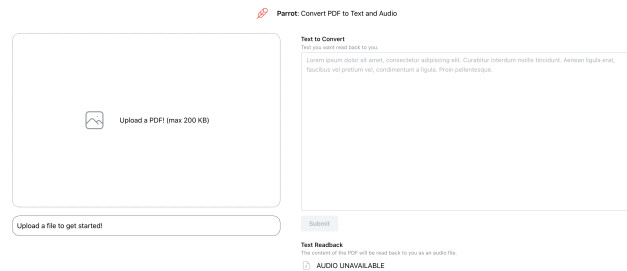 Parrot: Convert PDF to Text and Audio
Upload a PDF! (max 200 KB)
Upload a file to get started!
Text to Convert
Text you want read back to you.
Lorem ipsum dolor sit amet, consectetur adipiscing elit. Curabitur interdum mollis tincidunt. Aenean ligula erat,
faucibus vel pretium vel, condimentum a ligula. Proin pellentesque.
Submit
Text Readback
The content of the PDF will be read back to you as an audio file.
AUDIO UNAVAILABLE